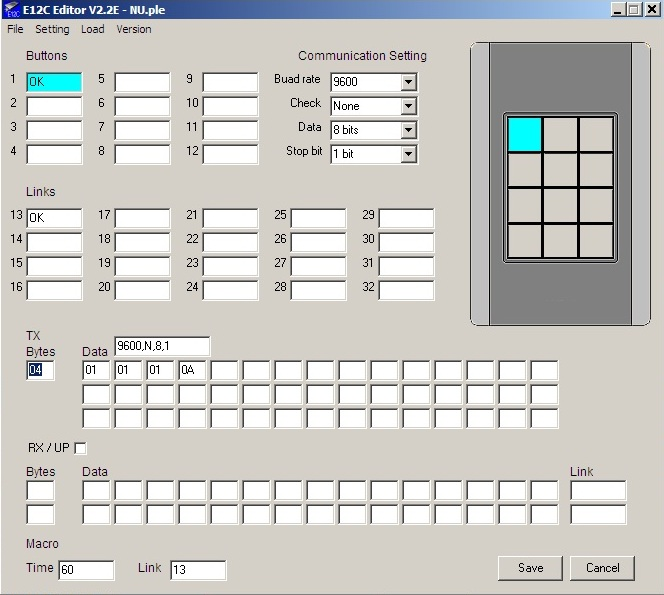 E12C Editor V2.2E - NU.ple
File Setting Load Version
Buttons Communication Setting
1 OK 5 9 Buad rate 9600
2 6 10 Check None
3 7 11 Data 8 bits
4 8 12 Stop bit 1 bit
Links
13 OK 17 21 25 29
14 18 22 26 30
15 19 23 27 31
16 20 24 28 32
TX
Bytes Data 9600,N,8,1
04 01 01 01 0A
RX / UP
Bytes Data Link
Macro
Time 60 Link 13 Save Cancel